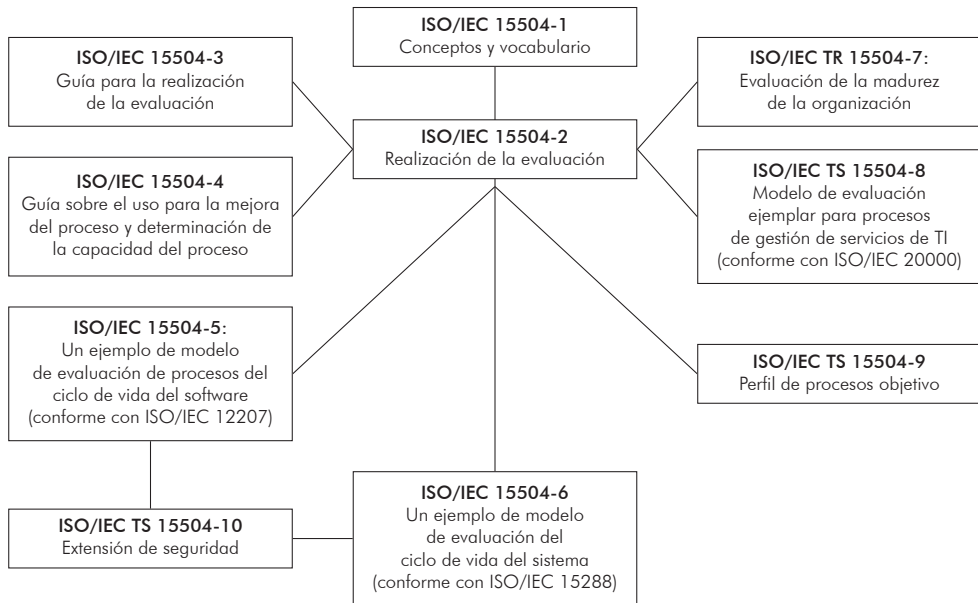 ISO/IEC 15504-1
Conceptos y vocabulario
ISO/IEC 15504-3
Guía para la realización
de la evaluación
ISO/IEC TR 15504-7:
Evaluación de la madurez
de la organización
ISO/IEC 15504-2
Realización de la evaluación
ISO/IEC 15504-4
Guía sobre el uso para la mejora
del proceso y determinación de
la capacidad del proceso
ISO/IEC TS 15504-8
Modelo de evaluación
ejemplar para procesos
de gestión de servicios de TI
(conforme con ISO/IEC 20000)
ISO/IEC 15504-5:
Un ejemplo de modelo
de evaluación de procesos del
ciclo de vida del software
(conforme con ISO/IEC 12207)
ISO/IEC TS 15504-9
Perfil de procesos objetivo
ISO/IEC TS 15504-10
Extensión de seguridad
ISO/IEC 15504-6
Un ejemplo de modelo
de evaluación del
ciclo de vida del sistema
(conforme con ISO/IEC 15288)